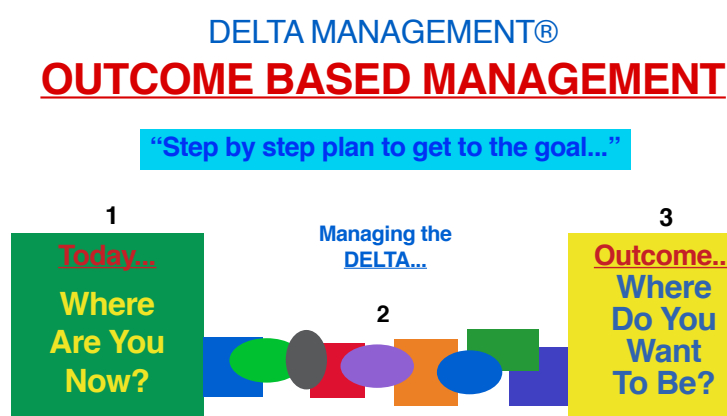 DELTA MANAGEMENT®
OUTCOME BASED MANAGEMENT
“Step by step plan to get to the goal...”
1
Today...
Where
Are You
Now?
Managing the
DELTA...
2
3
Outcome..
Where
Do You
Want
To Be?